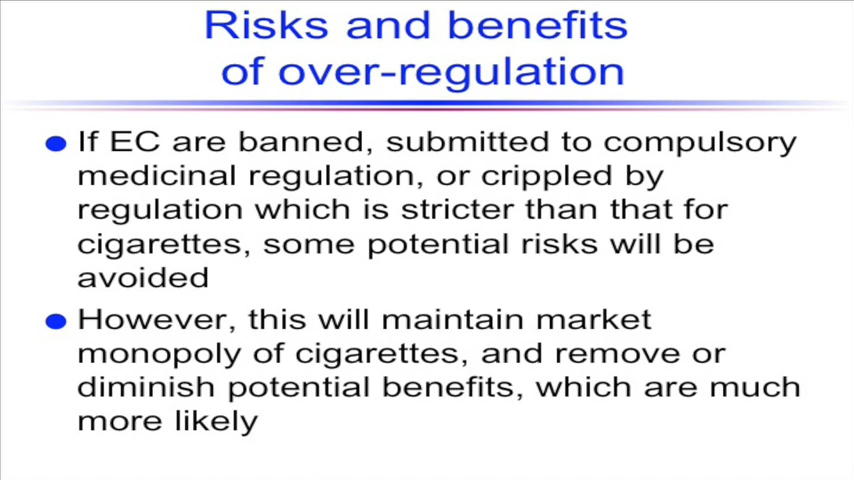 Risks and benefits
of over-regulation
If EC are banned, submitted to compulsory
medicinal regulation, or crippled by
regulation which is stricter than that for
cigarettes, some potential risks will be
avoided
However, this will maintain market
monopoly of cigarettes, and remove or
diminish potential benefits, which are much
more likely